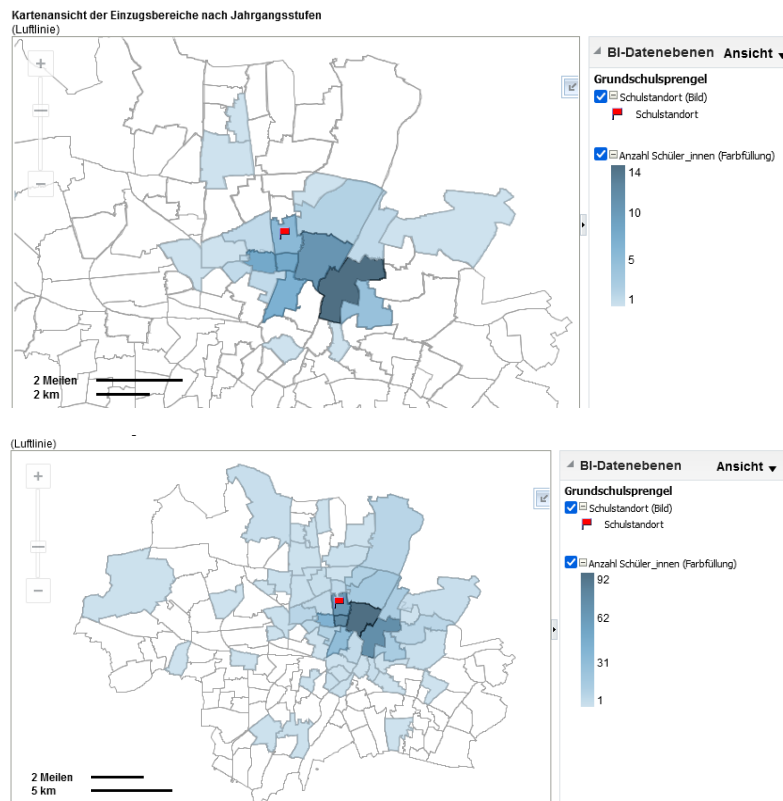 Kartenansicht der Einzugsbereiche nach Jahrgangsstufen
(Luftlinie)
BI-Datenebenen Ansicht
Grundschulsprengel
Schulstandort (Bild)
Schulstandort
Anzahl Schüler_innen (Farbfüllung)
14
10
5
1
2 Meilen
2 km
(Luftlinie)
BI-Datenebenen Ansicht
Grundschulsprengel
Schulstandort (Bild)
Schulstandort
Anzahl Schüler_innen (Farbfüllung)
92
62
31
1
2 Meilen
5 km